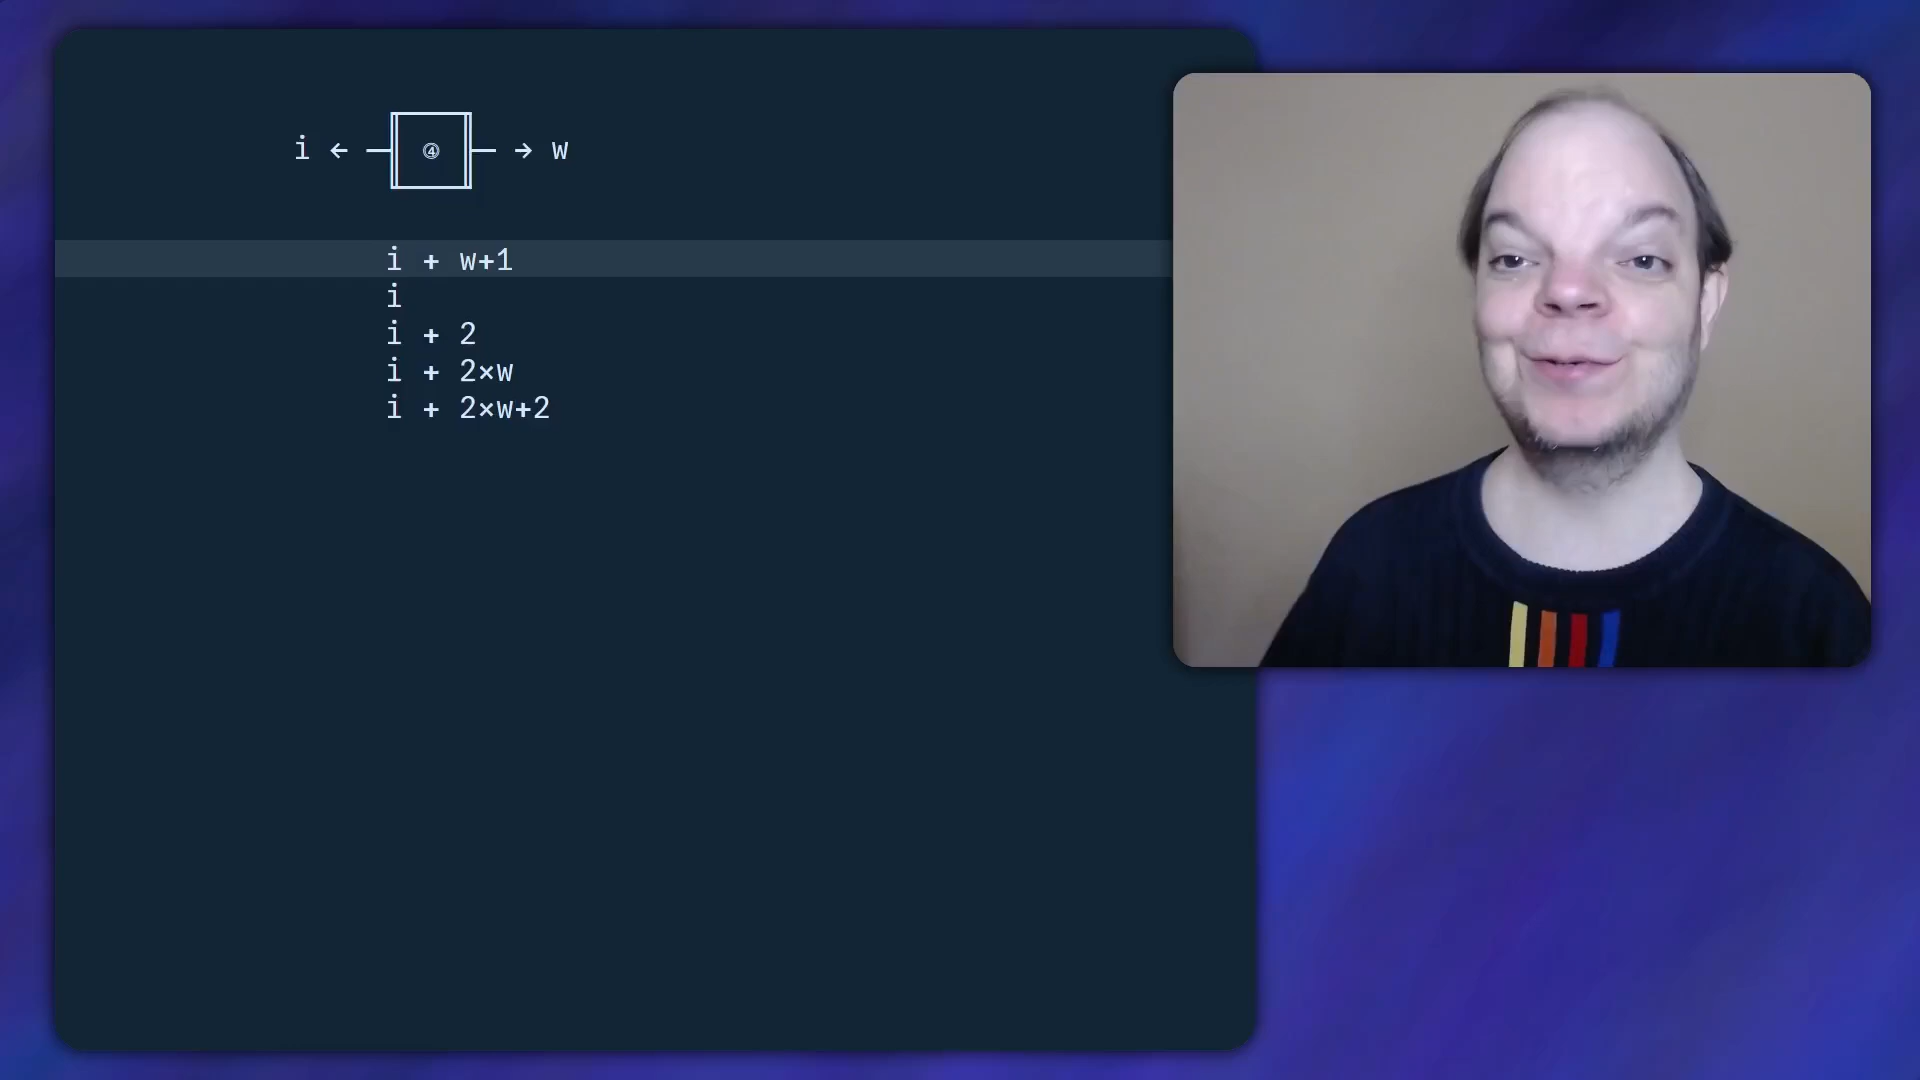 i ← ④ → w
i + w+1
i
i + 2
i + 2×w
i + 2×w+2